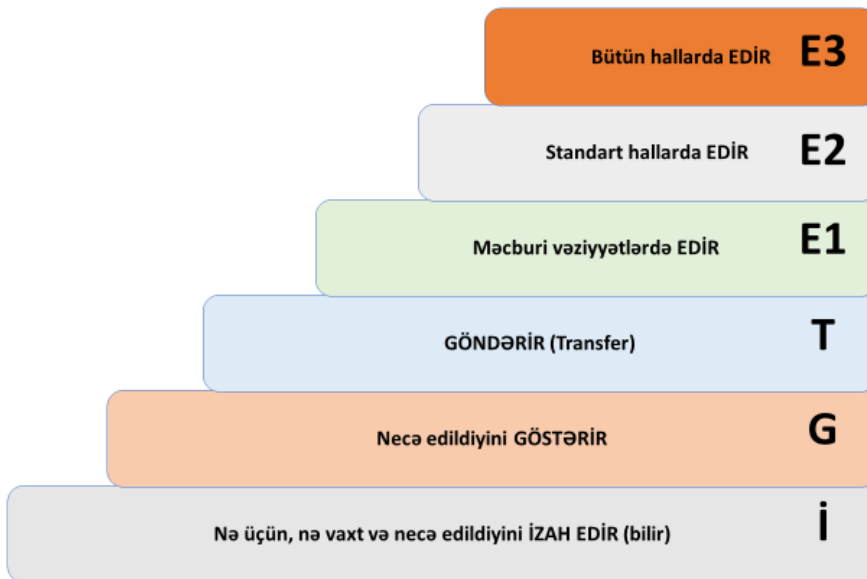 Bütün hallarda EDİR E3
Standart hallarda EDİR E2
Məcburi vəziyyətlərdə EDİR E1
GÖNDƏRİR (Transfer) T
Necə edildiyini GÖSTƏRİR G
Nə üçün, nə vaxt və necə edildiyini İZAH EDİR (bilir) İ